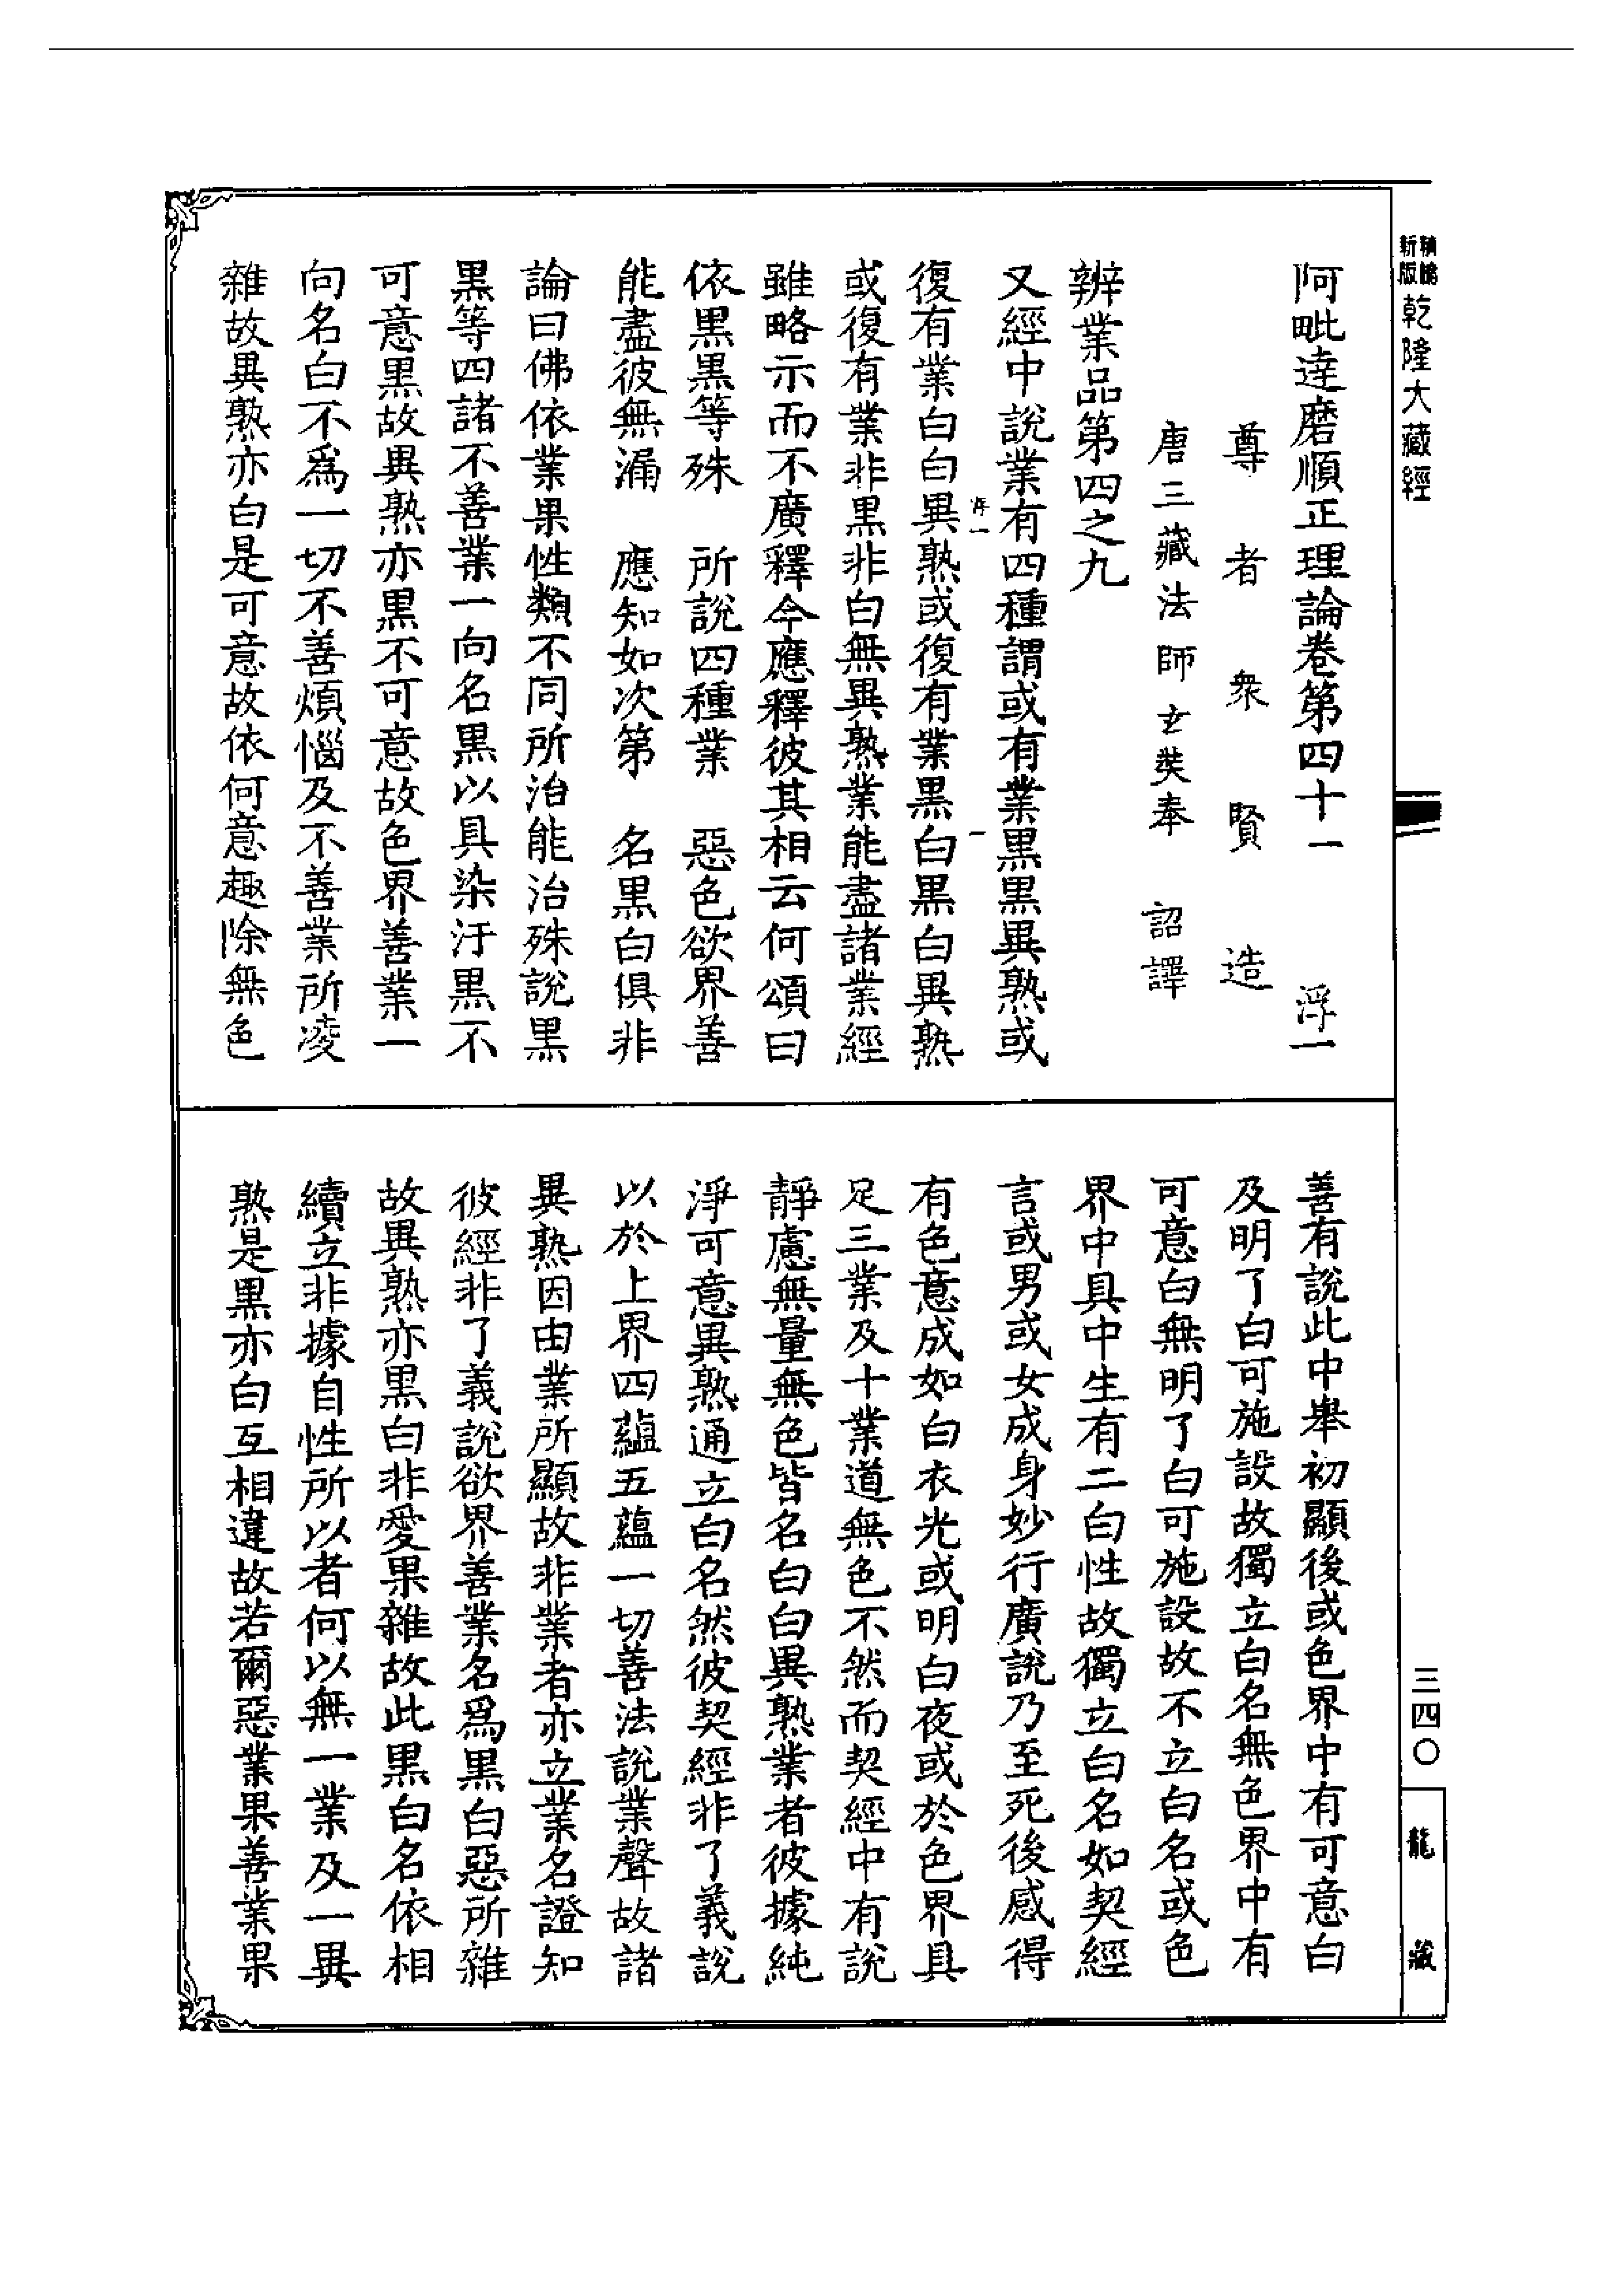 新版
乾隆大藏經
阿毗達磨順正理論卷第四十一 浮一
尊者眾賢造
唐三藏法師玄奘奉 詔譯
辨業品第四之九
又經中說業有四種謂或有業黑黑異熟或
復有業白白異熟或復有業黑白黑白異熟
或復有業非黑非白無異熟業能盡諸業經
雖略示而不廣釋今應釋彼其相云何頌曰
依黑黑等殊 所說四種業 惡色欲界善
能盡彼無漏 應知如次第 名黑白俱非
論曰佛依業果性類不同所治能治殊說黑
黑等四諸不善業一向名黑以具染汙黑不
可意黑故異熟亦黑不可意故色界善業一
向名白不為一切不善煩惱及不善業所凌
雜故異熟亦白是可意故依何意趣除無色
善有說此中舉初顯後或色界中有可意白
及明了白可施設故獨立白名無色界中有
可意白無明了白可施設故不立白名或色
界中具中生有二白性故獨立白名如契經
言或男或女成身妙行廣說乃至死後感得
有色意成如白衣光或明白夜或於色界具
足三業及十業道無色不然而契經中有說
靜慮無量無色皆名白白異熟業者彼據純
淨可意異熟通立白名然彼契經非了義說
以於上界四蘊五蘊一切善法說業聲故諸
異熟因由業所顯故非業者亦立業名證知
彼經非了義說欲界善業名為黑白惡所雜
故異熟亦黑白非愛果雜故此黑白名依相
續立非據自性所以者何以無一業及一異
熟是黑亦白互相違故若爾惡業果善業果
三四〇
龍藏